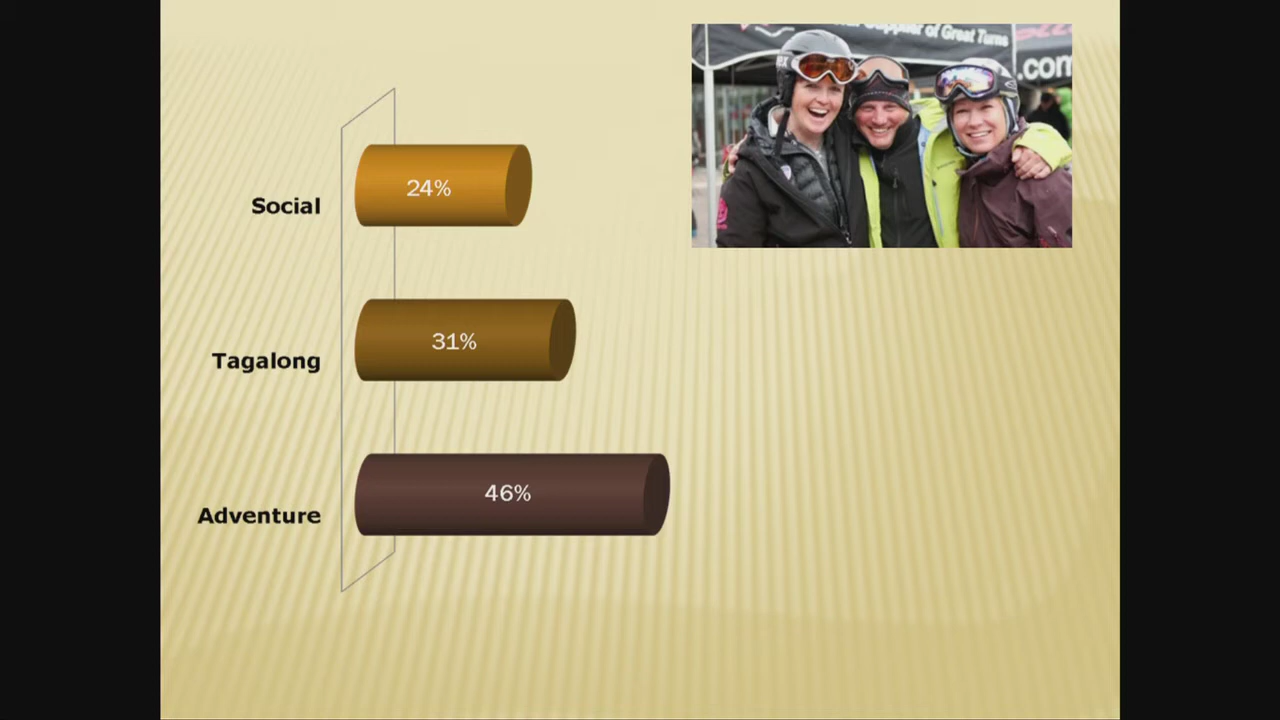 Supplier of Great Turns
.com
Social
24%
Tagalong
31%
Adventure
46%